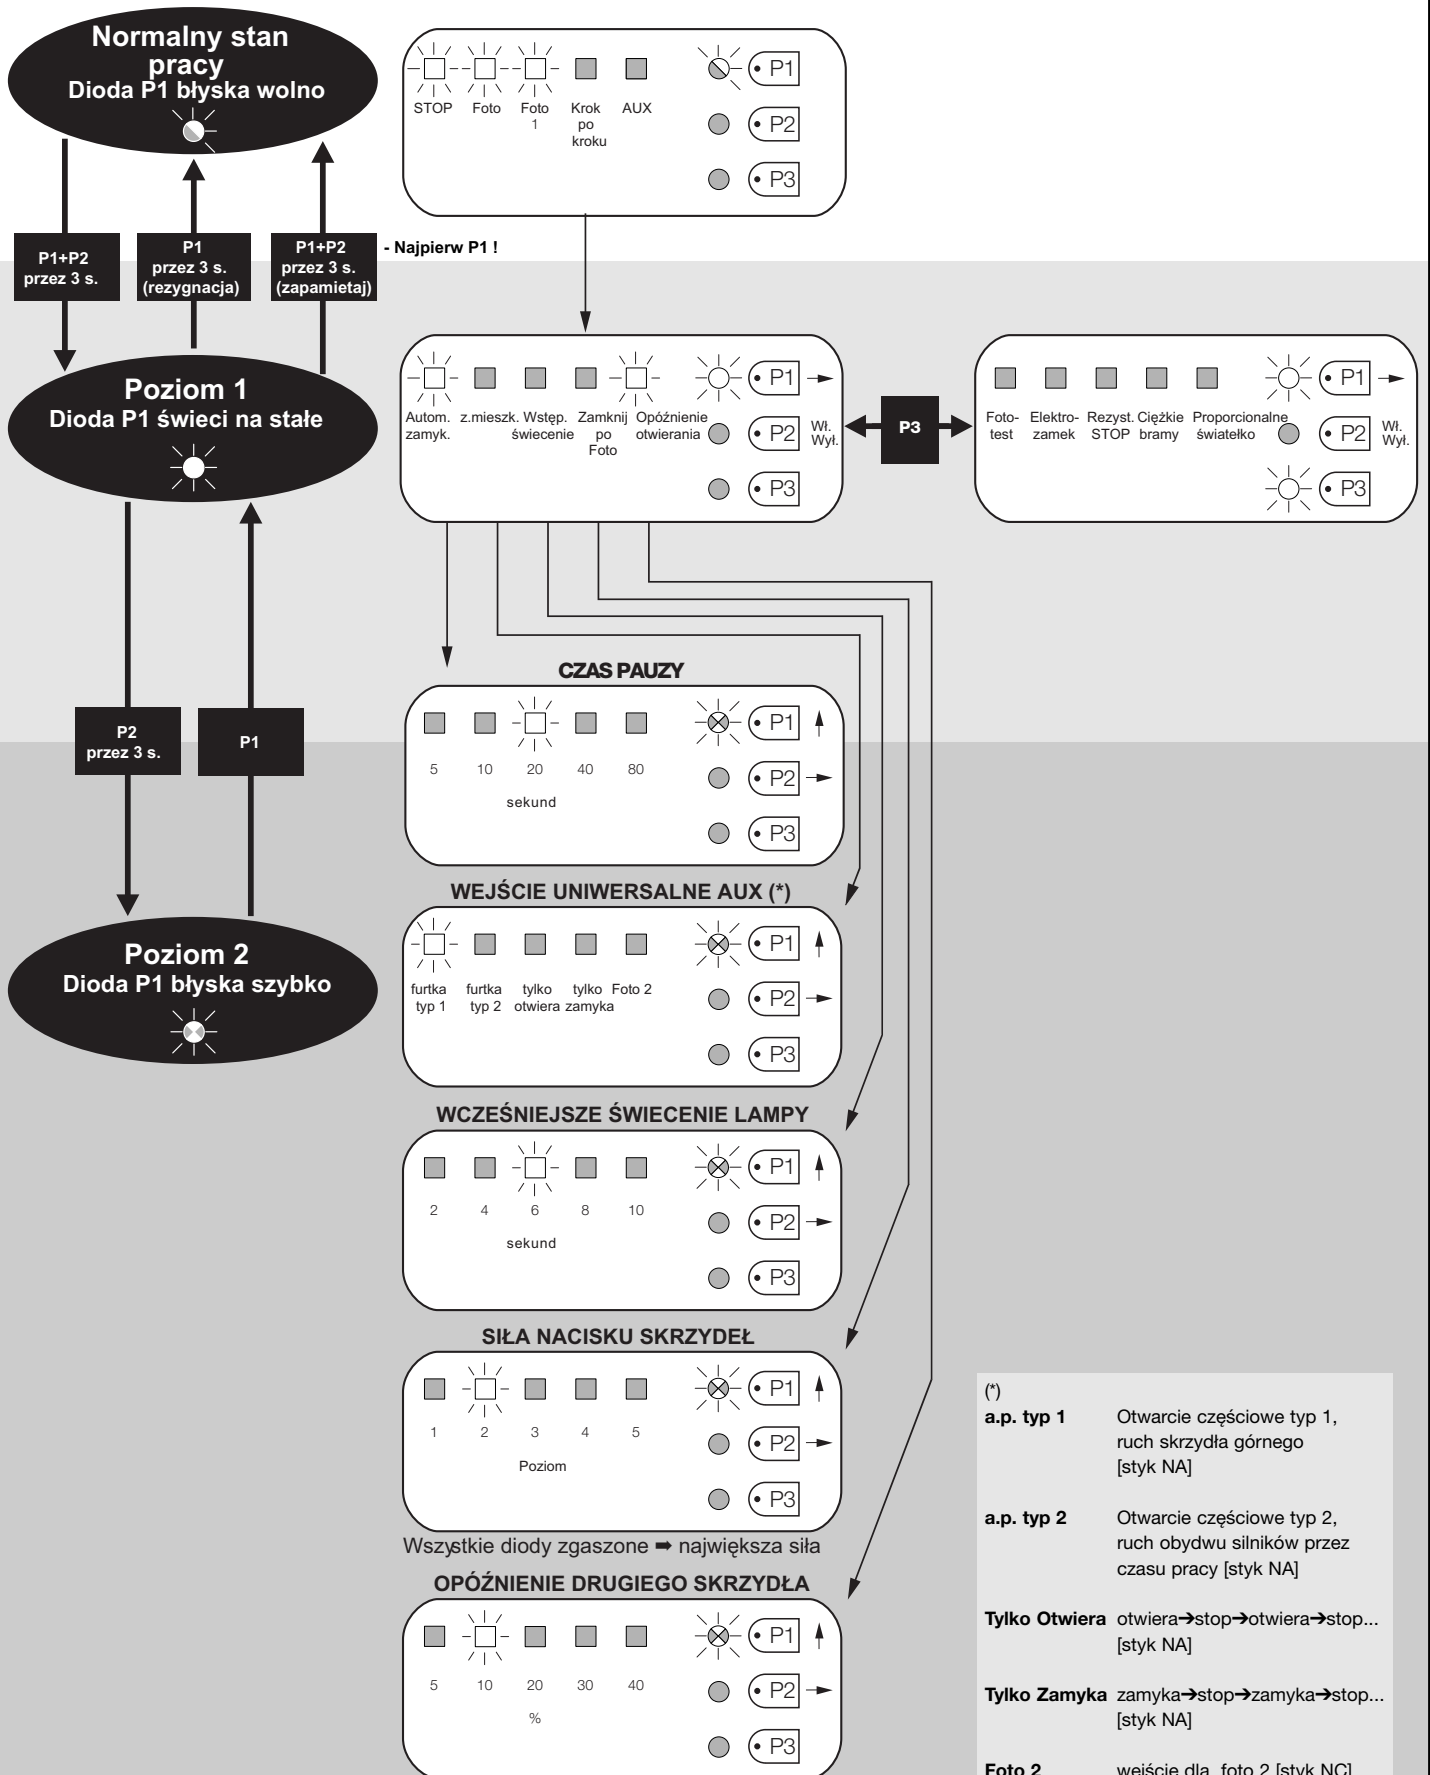 Normalny stan
pracy
Dioda P1 błyska wolno
STOP Foto Foto 1 Krok po kroku AUX
P1
P2
P3
P1+P2
przez 3 s.
P1
przez 3 s.
(rezygnacja)
P1+P2
przez 3 s.
(zapamietaj)
- Najpierw P1 !
Poziom 1
Dioda P1 świeci na stałe
Autom. zamyk.
z.mieszk.
Wstęp. świecenie
Zamknij po Foto
Opóźnienie otwierania
P1
P2
Wł.
Wył.
P3
P3
Foto-
test
Elektro-
zamek
Rezyst.
STOP
Ciężkie
bramy
Proporcionalne
światełko
P1
P2
Wł.
Wył.
P3
P2
przez 3 s.
P1
CZAS PAUZY
5 10 20 40 80
sekund
P1
P2
P3
Poziom 2
Dioda P1 błyska szybko
WEJŚCIE UNIWERSALNE AUX (*)
furtka
typ 1
furtka
typ 2
tylko
otwiera
tylko
zamyka
Foto 2
P1
P2
P3
WCZEŚNIEJSZE ŚWIECENIE LAMPY
2 4 6 8 10
sekund
P1
P2
P3
SIŁA NACISKU SKRZYDEŁ
1 2 3 4 5
Poziom
P1
P2
P3
Wszystkie diody zgaszone ➡ największa siła
OPÓŹNIENIE DRUGIEGO SKRZYDŁA
5 10 20 30 40
%
P1
P2
P3
(*)
a.p. typ 1 Otwarcie częściowe typ 1,
ruch skrzydła górnego
[styk NA]
a.p. typ 2 Otwarcie częściowe typ 2,
ruch obydwu silników przez
czasu pracy [styk NA]
Tylko Otwiera otwiera➔stop➔otwiera➔stop...
[styk NA]
Tylko Zamyka zamyka➔stop➔zamyka➔stop...
[styk NA]
Foto 2 wejście dla foto 2 [styk NC]